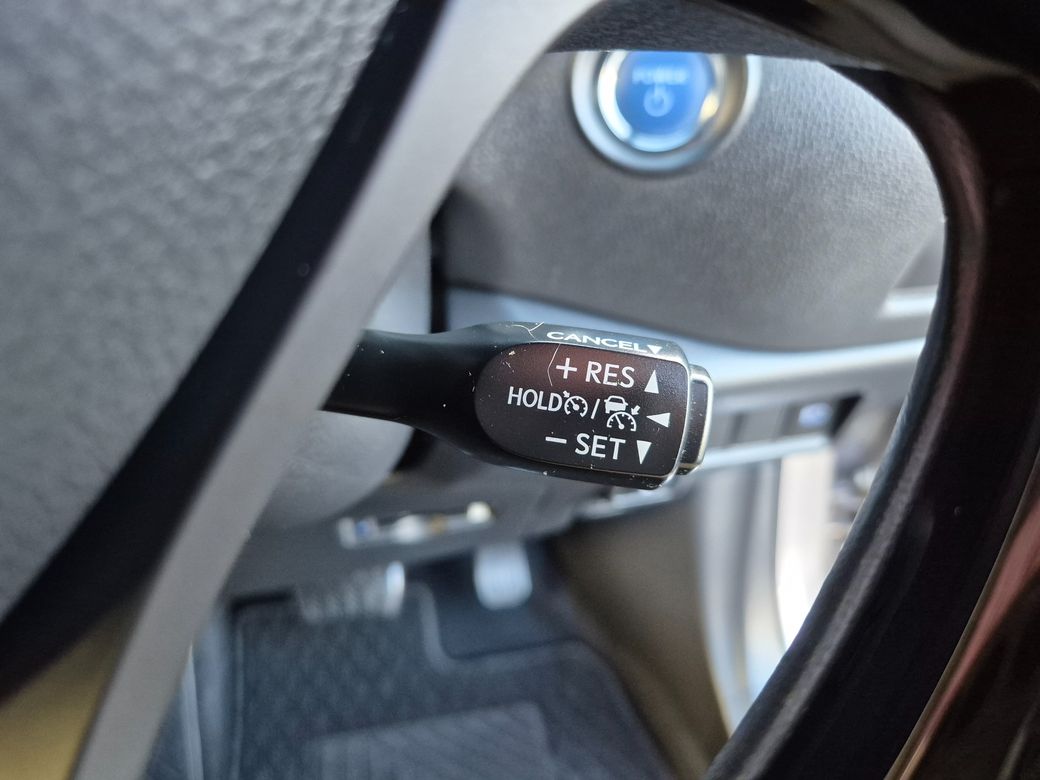 POWER
CANCEL▼
+ RES ▲
HOLD / ◀
− SET ▼